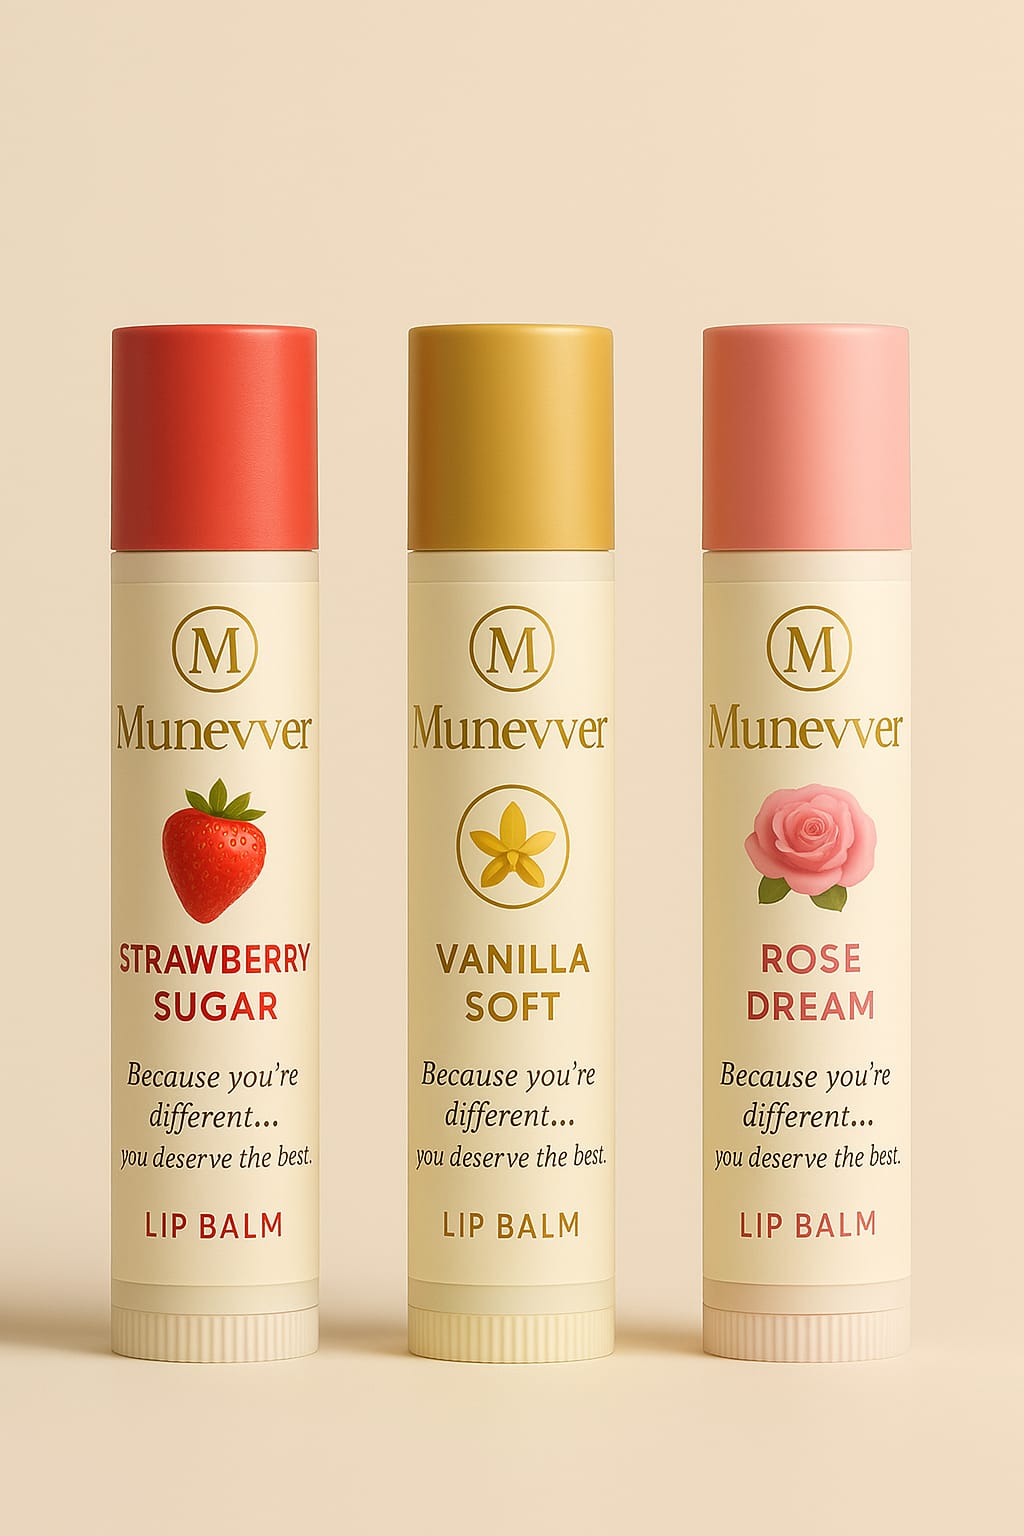 M
Munevver
STRAWBERRY
SUGAR
Because you’re
different...
you deserve the best.
LIP BALM
M
Munevver
VANILLA
SOFT
Because you’re
different...
you deserve the best.
LIP BALM
M
Munevver
ROSE
DREAM
Because you’re
different...
you deserve the best.
LIP BALM